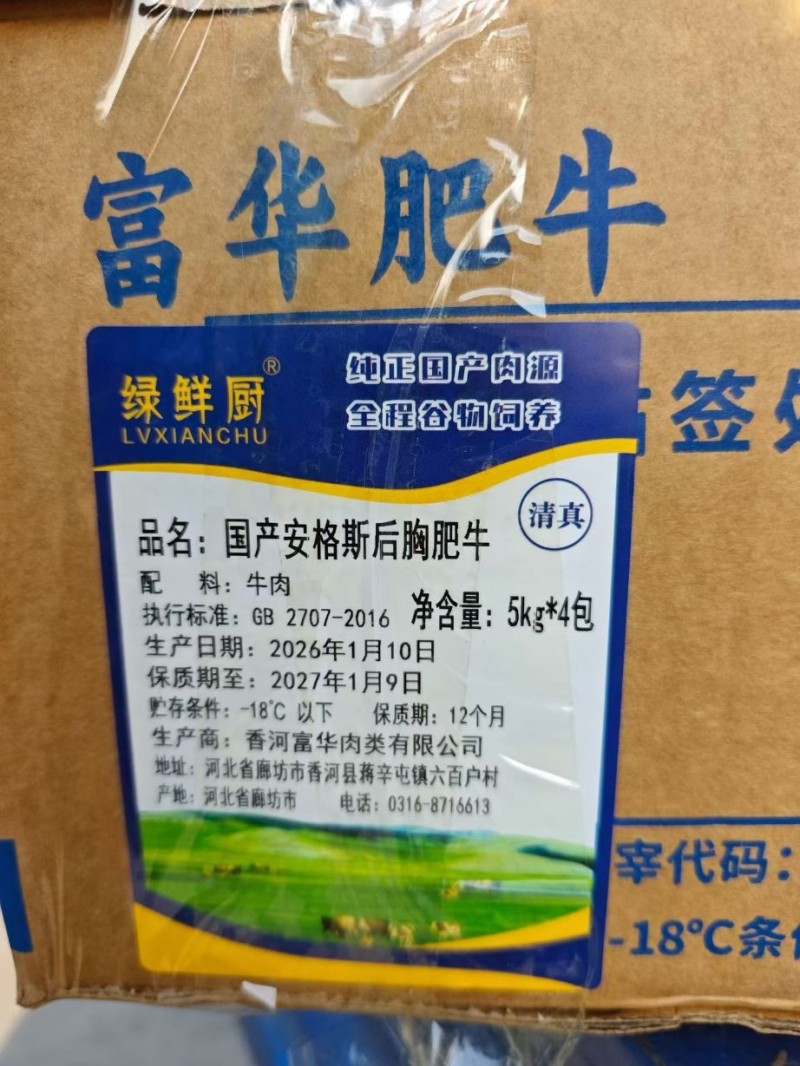 富华肥牛
签处
绿鲜厨®
LVXIANCHU
纯正国产肉源
全程谷物饲养
清真
品名：国产安格斯后胸肥牛
配 料：牛肉
执行标准：GB 2707-2016 净含量：5kg*4包
生产日期：2026年1月10日
保质期至：2027年1月9日
贮存条件：-18℃ 以下 保质期：12个月
生产商：香河富华肉类有限公司
地址：河北省廊坊市香河县蒋辛屯镇六百户村
产地：河北省廊坊市 电话：0316-8716613
宰代码：
-18℃条